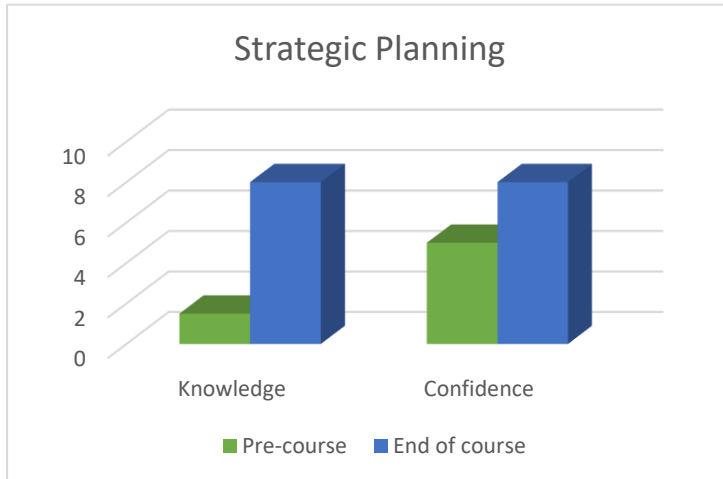 Strategic Planning
10
8
6
4
2
0
Knowledge Confidence
Pre-course End of course